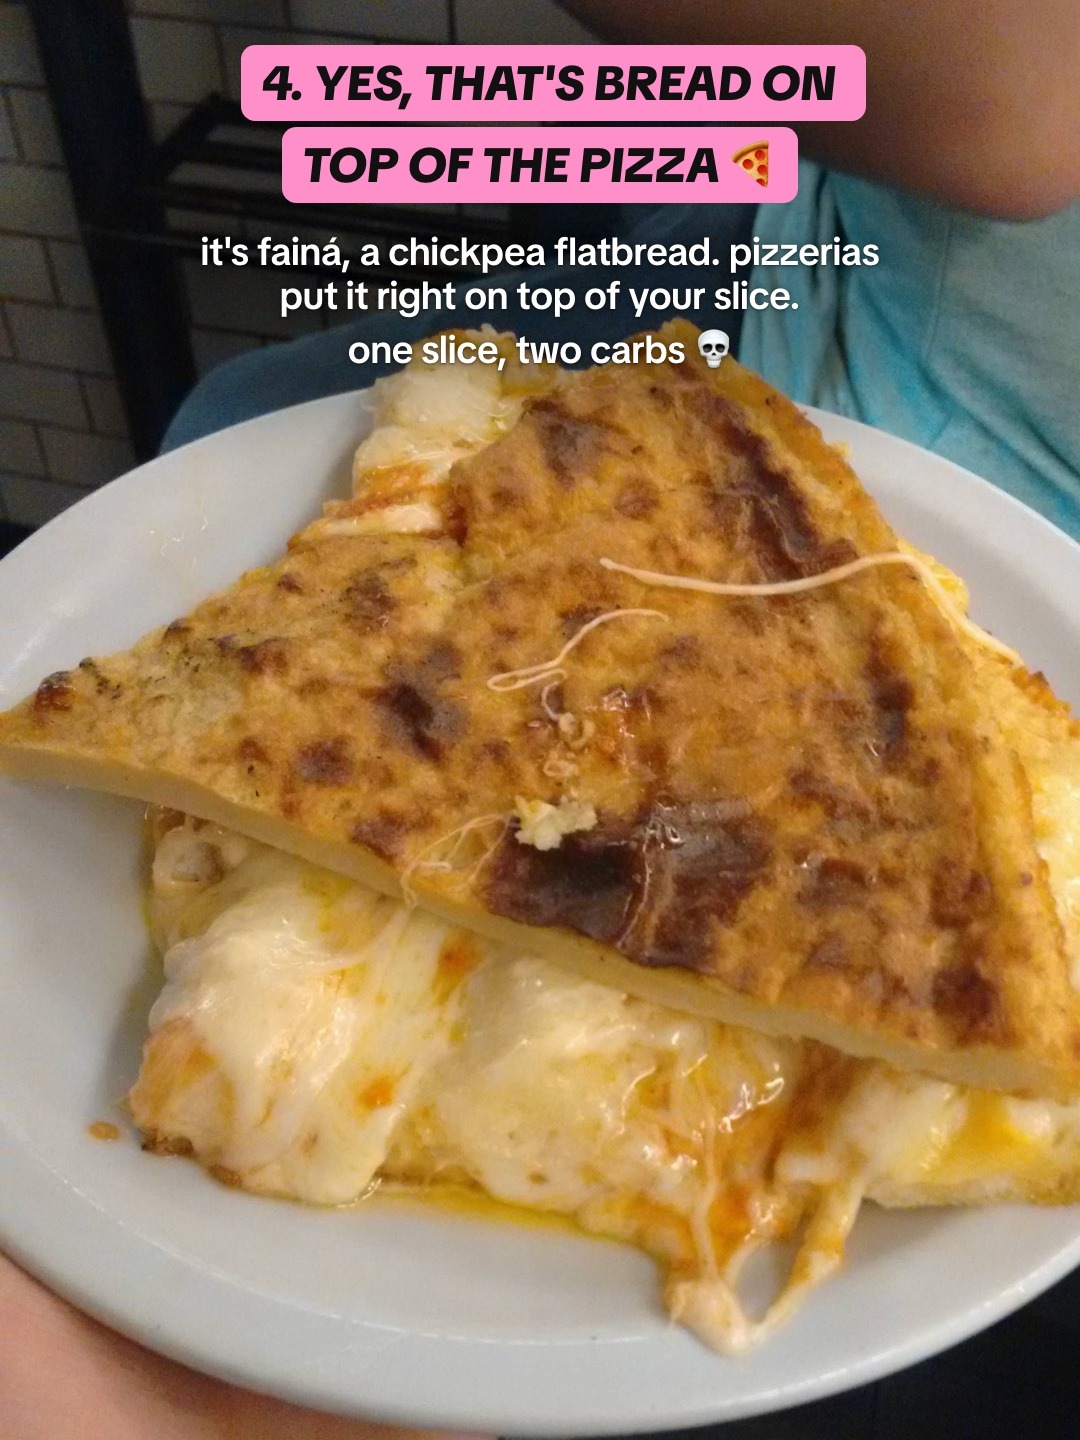 4. YES, THAT'S BREAD ON
TOP OF THE PIZZA 🍕
it's fainá, a chickpea flatbread. pizzerias
put it right on top of your slice.
one slice, two carbs 💀